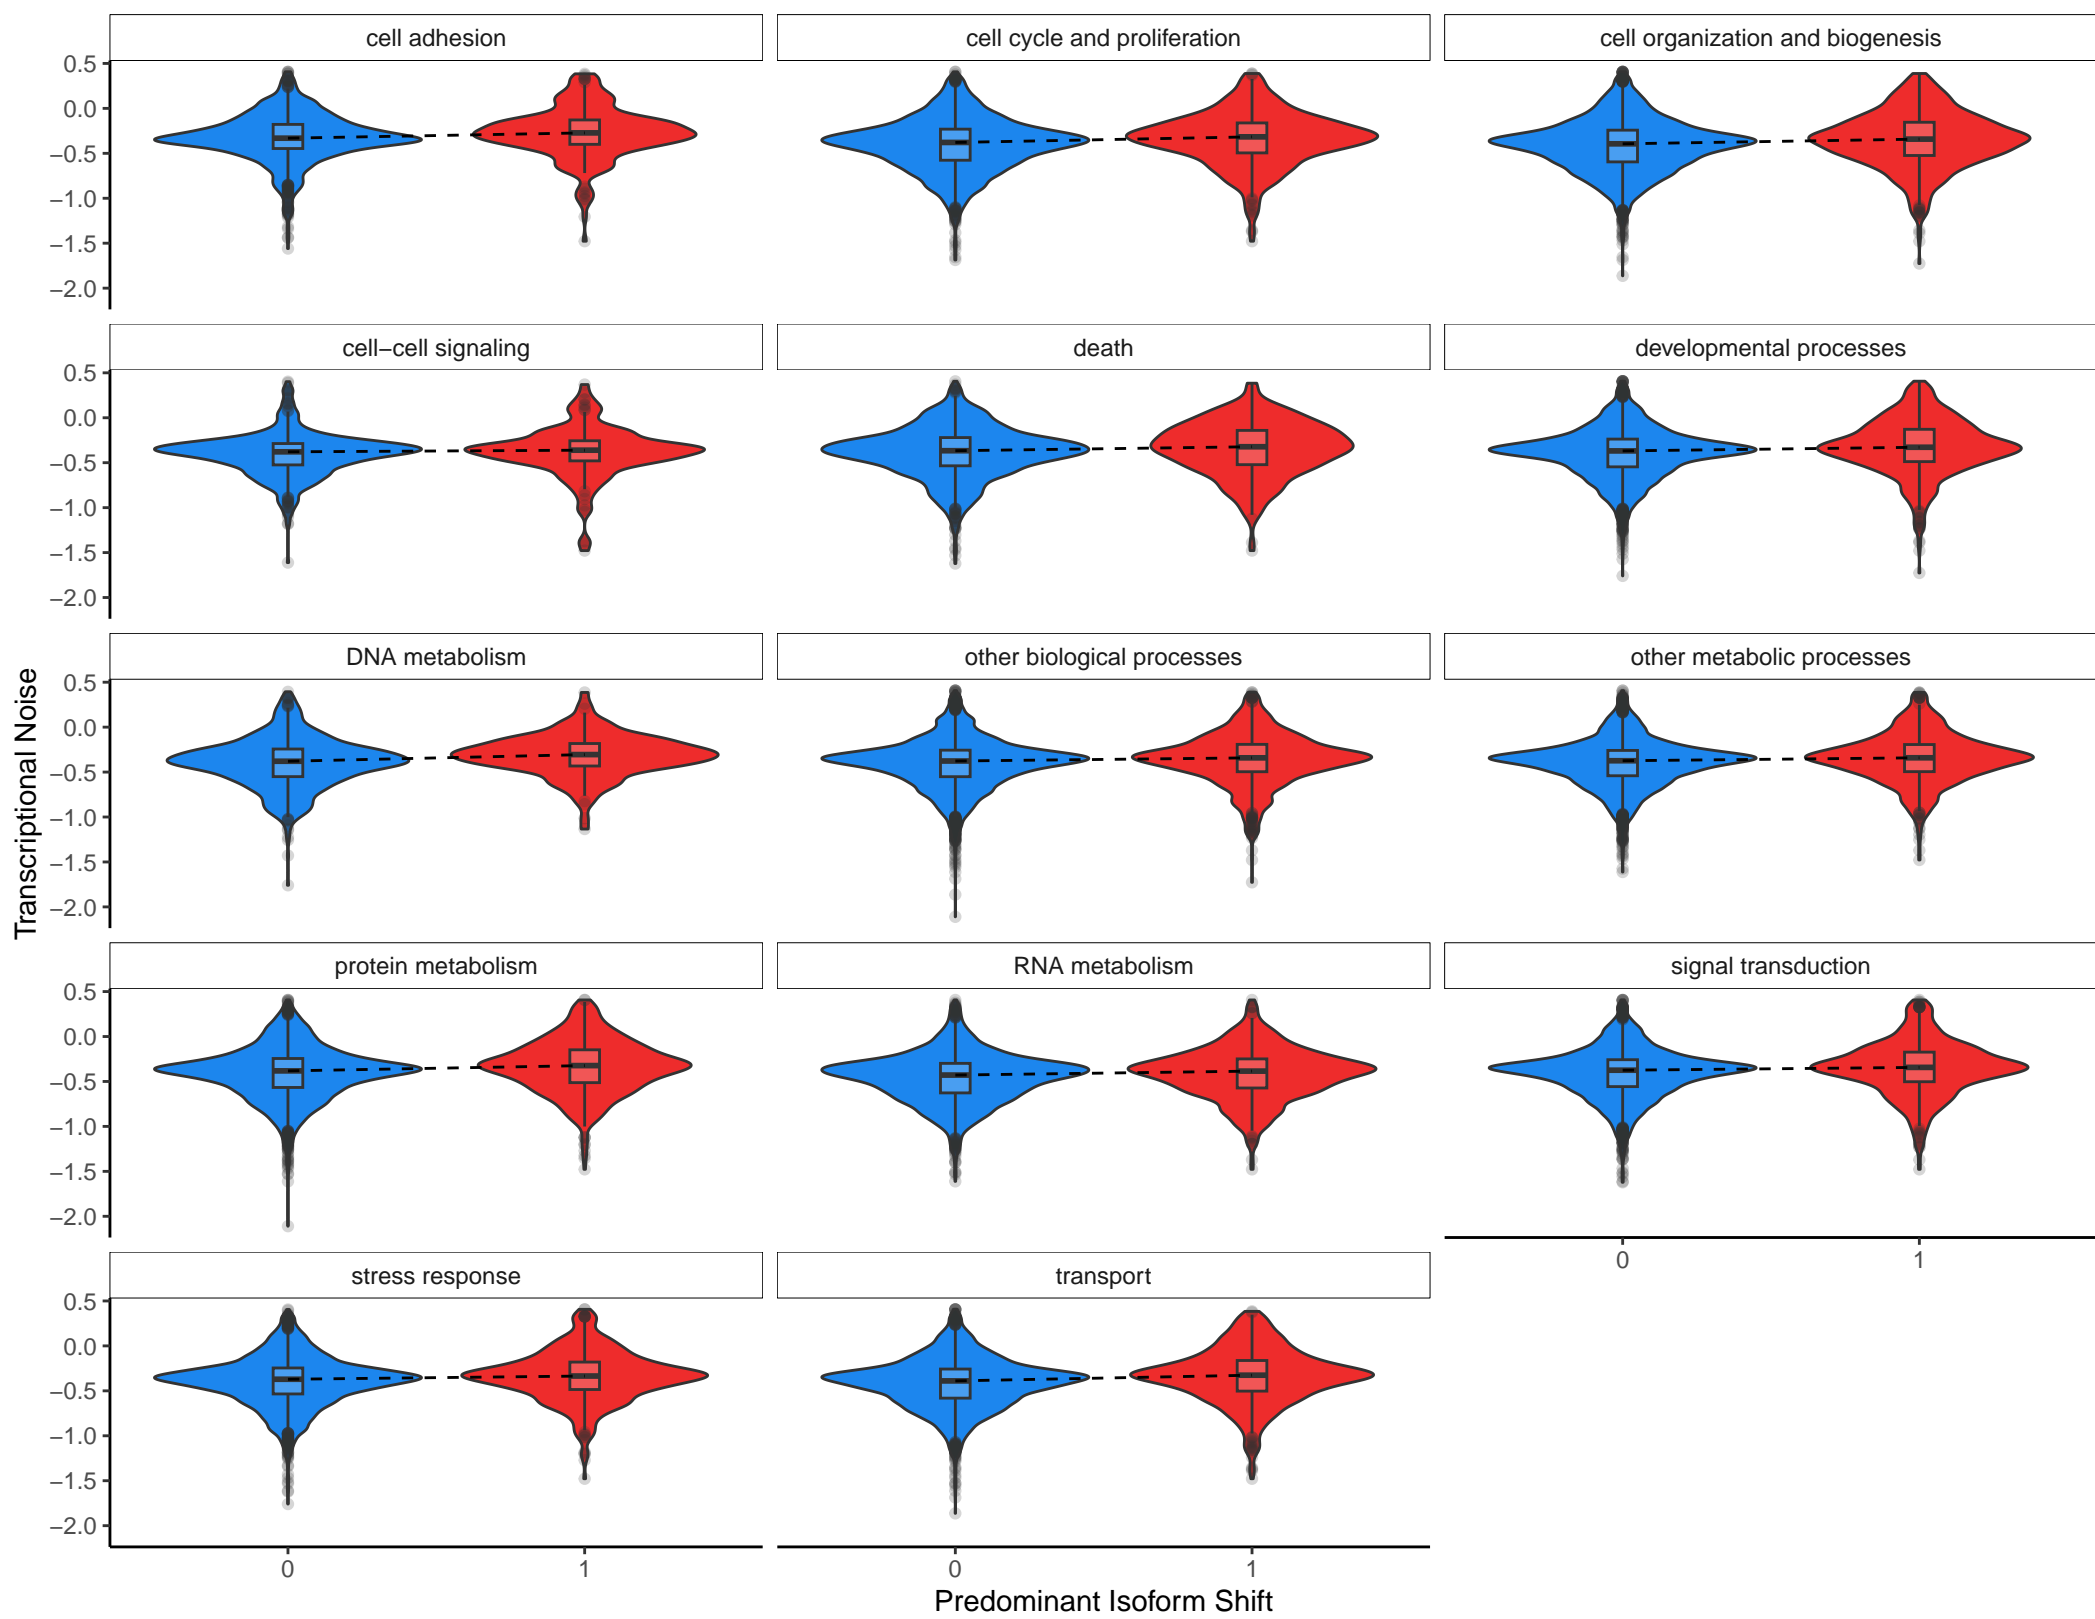 cell adhesion
cell cycle and proliferation
cell organization and biogenesis
0.5
0.0
−0.5
−1.0
−1.5
−2.0
cell−cell signaling
death
developmental processes
0.5
0.0
−0.5
−1.0
−1.5
−2.0
DNA metabolism
other biological processes
other metabolic processes
0.5
0.0
−0.5
−1.0
−1.5
−2.0
Transcriptional Noise
protein metabolism
RNA metabolism
signal transduction
0.5
0.0
−0.5
−1.0
−1.5
−2.0
0 1
stress response
transport
0.5
0.0
−0.5
−1.0
−1.5
−2.0
0 1
0 1
Predominant Isoform Shift